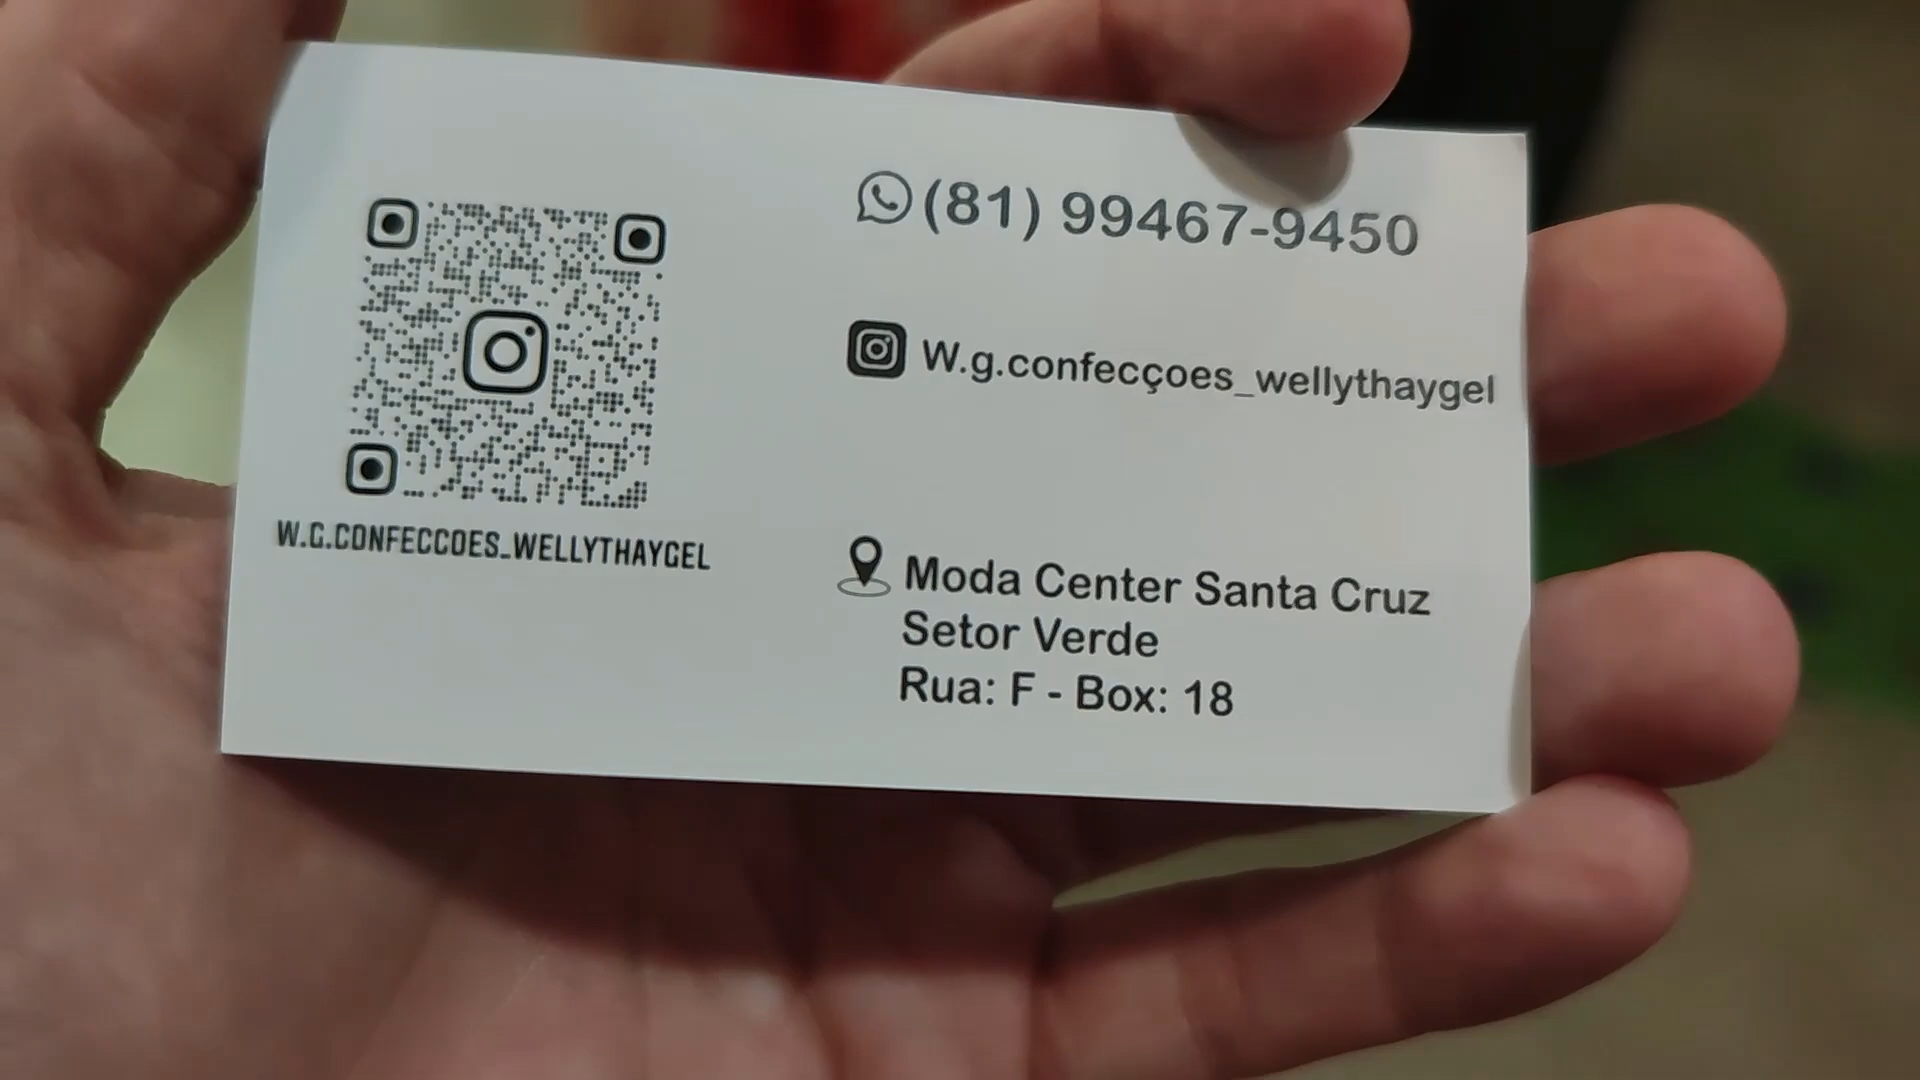 (81) 99467-9450
W.g.confecçoes_wellythaygel
W.G.CONFECCOES_WELLYTHAYGEL
Moda Center Santa Cruz
Setor Verde
Rua: F - Box: 18